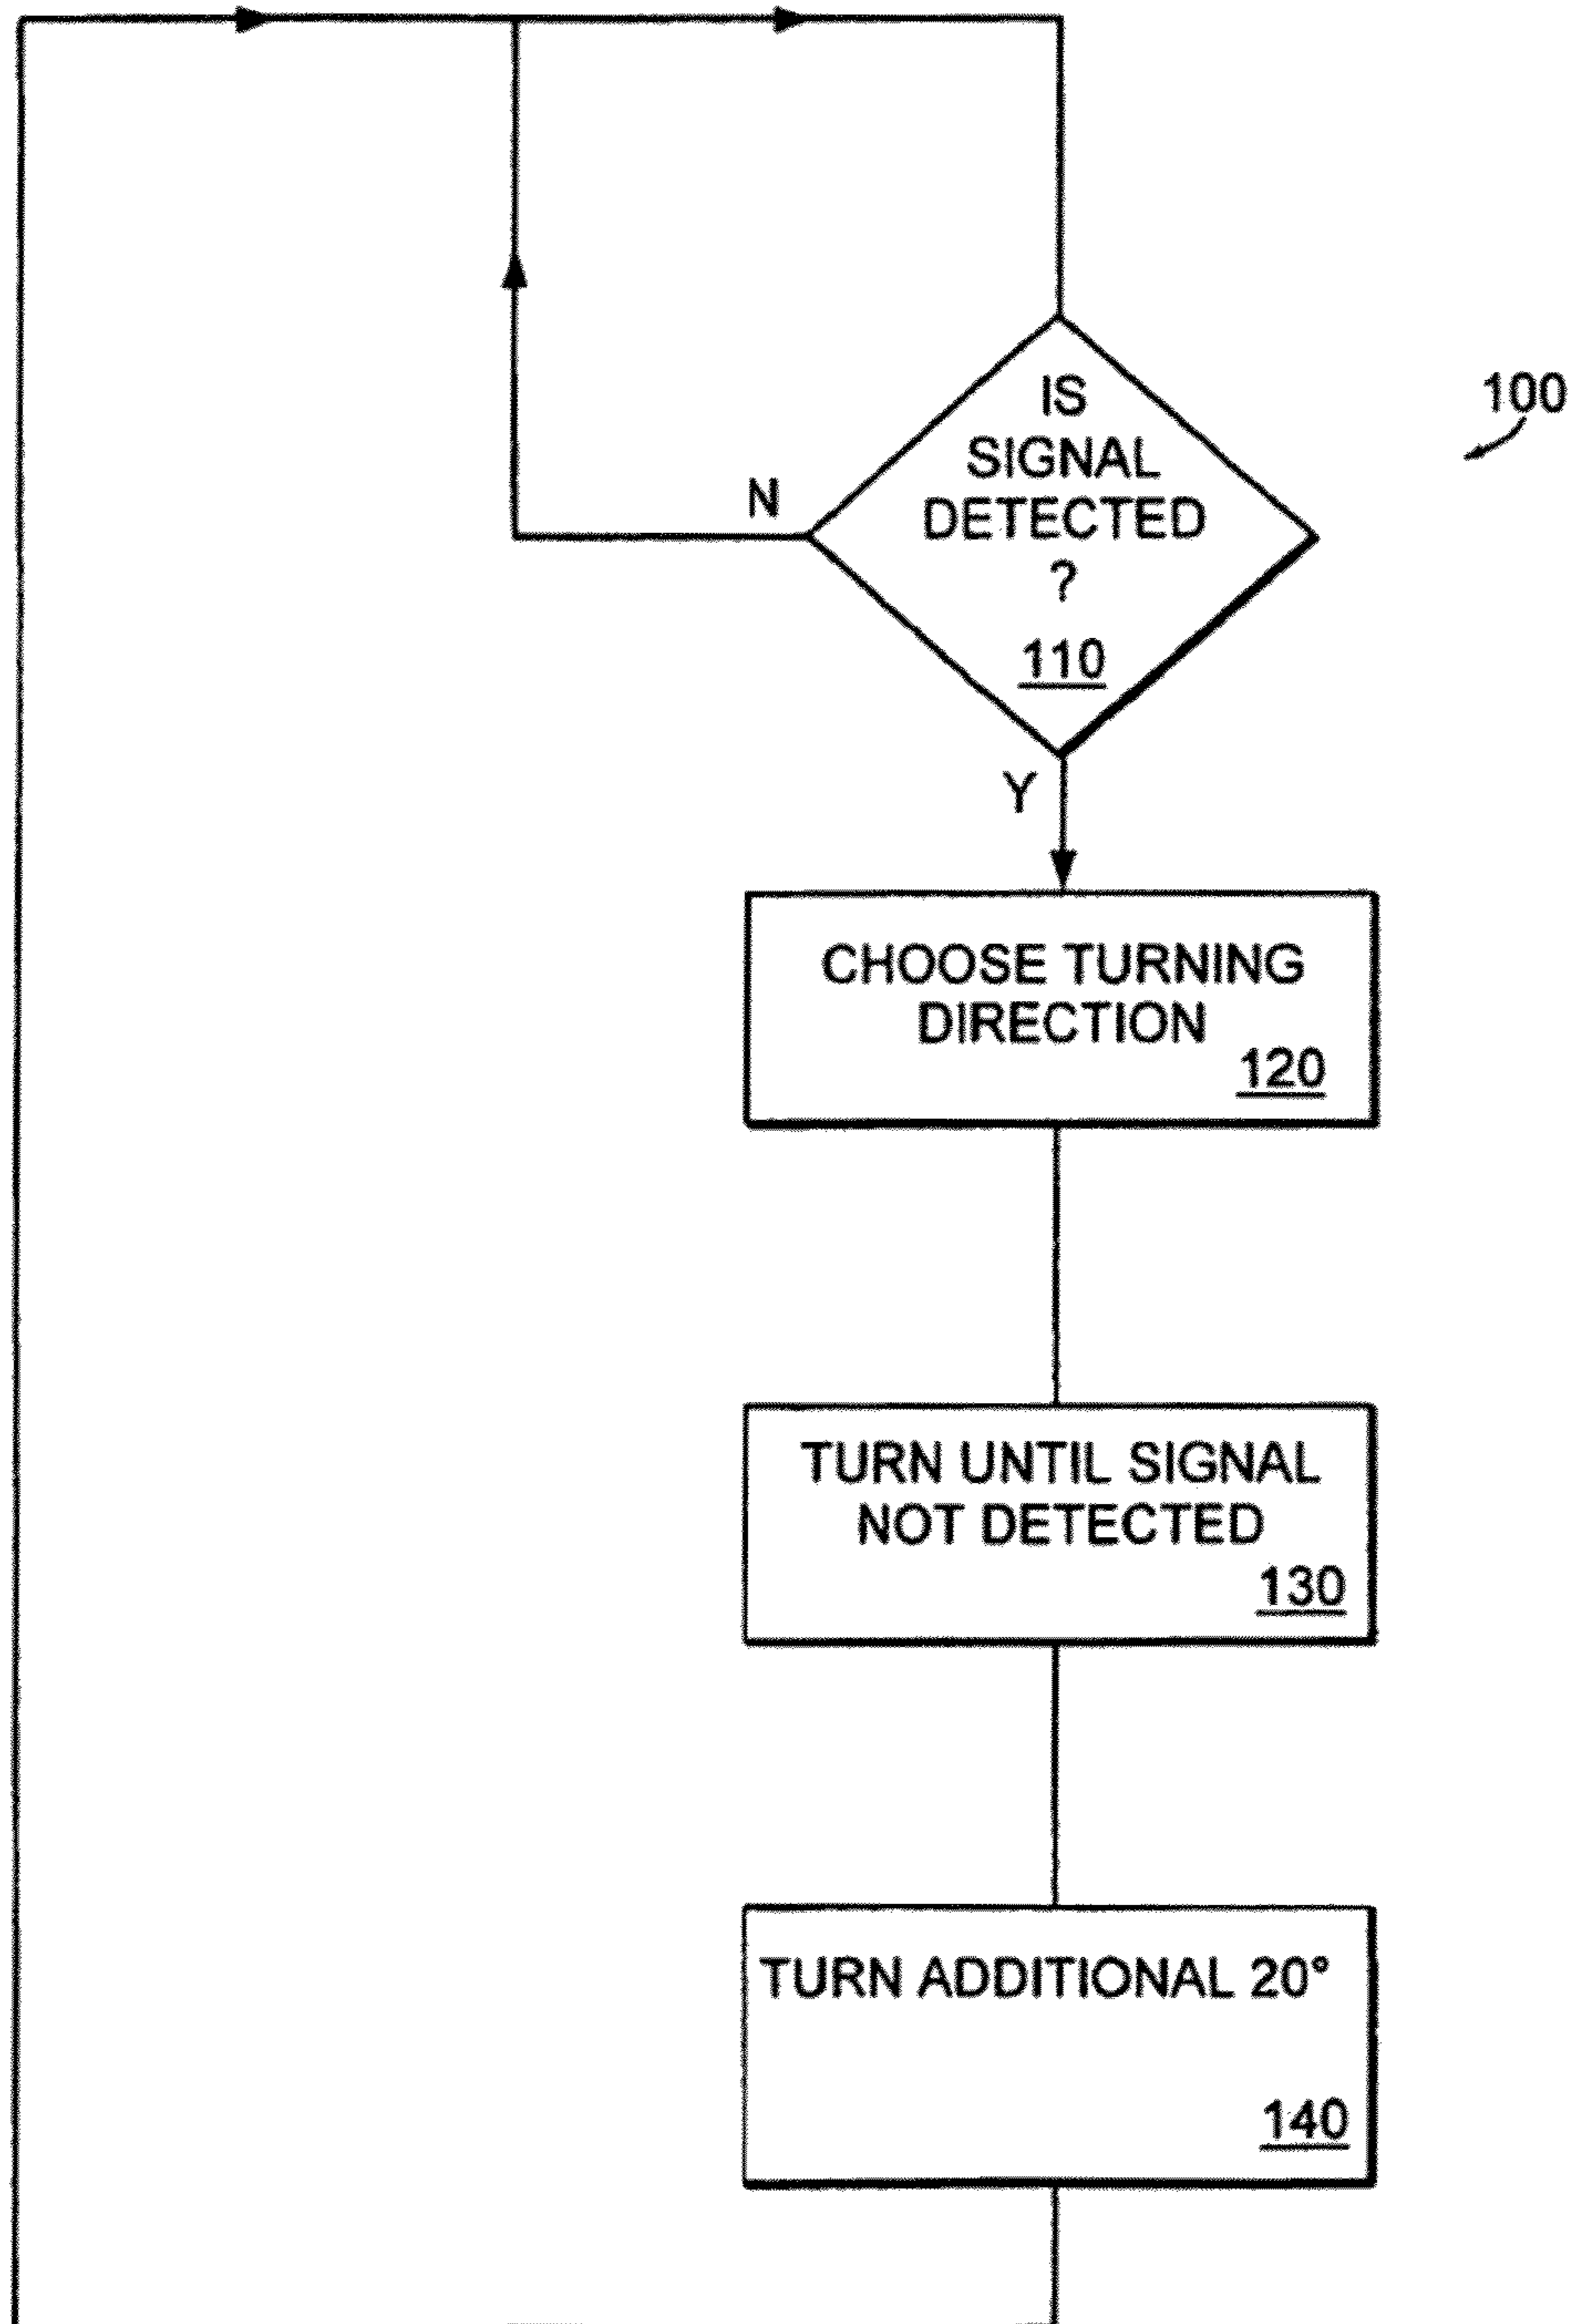 100
IS
SIGNAL
DETECTED
?
110
N
Y
CHOOSE TURNING
DIRECTION
120
TURN UNTIL SIGNAL
NOT DETECTED
130
TURN ADDITIONAL 20°
140